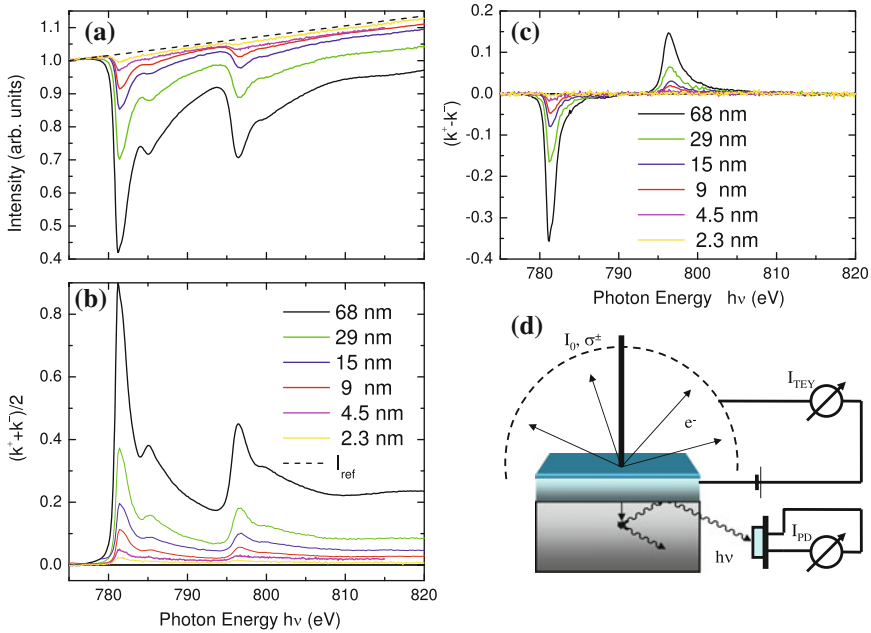 (a)
Intensity (arb. units)
1.1
1.0
0.9
0.8
0.7
0.6
0.5
0.4
780 790 800 810 820
(b)
(k⁺+k⁻)/2
0.8
0.6
0.4
0.2
0.0
68 nm
29 nm
15 nm
9 nm
4.5 nm
2.3 nm
I_ref
780 790 800 810 820
Photon Energy hν (eV)
(c)
(k⁺-k⁻)
0.2
0.1
0.0
-0.1
-0.2
-0.3
-0.4
68 nm
29 nm
15 nm
9 nm
4.5 nm
2.3 nm
780 790 800 810 820
Photon Energy hν (eV)
(d)
I₀, σ±
e⁻
I_TEY
I_PD
hν